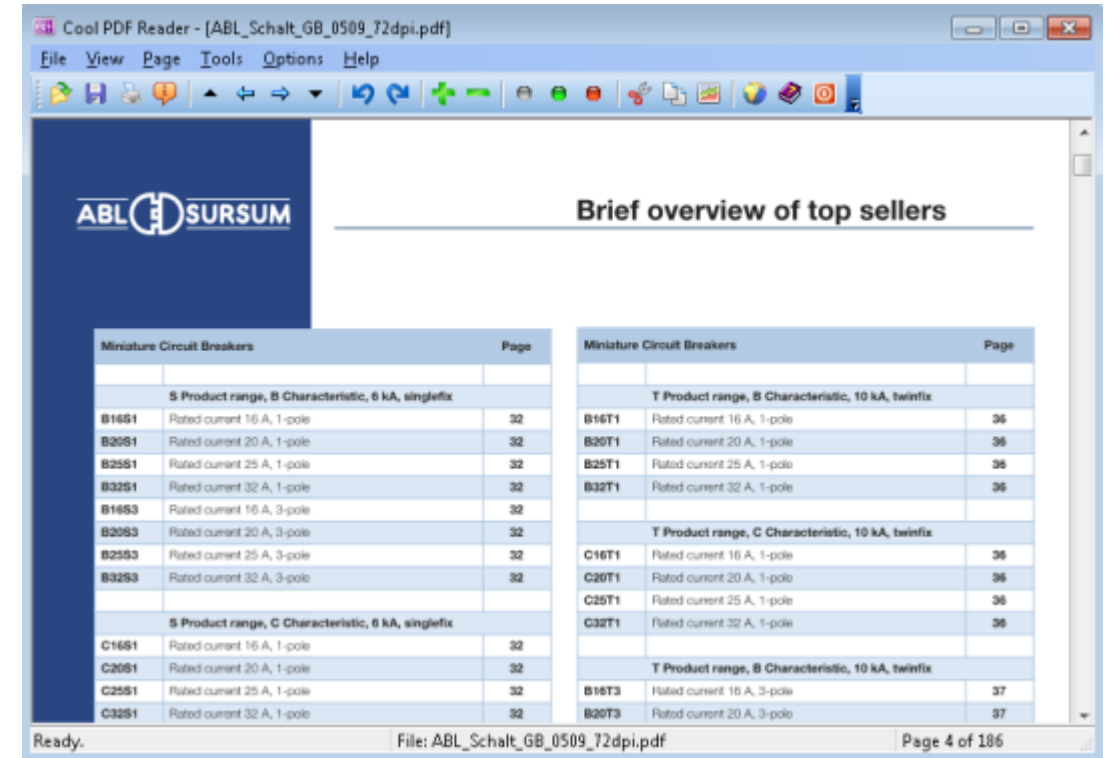 Cool PDF Reader - [ABL_Schalt_GB_0509_72dpi.pdf]
File View Page Tools Options Help
ABL SURSUM
Brief overview of top sellers
Miniature Circuit Breakers Page
S Product range, B Characteristic, 6 kA, singlefix
B16S1 Rated current 16 A, 1-pole 32
B20S1 Rated current 20 A, 1-pole 32
B25S1 Rated current 25 A, 1-pole 32
B32S1 Rated current 32 A, 1-pole 32
B16S3 Rated current 16 A, 3-pole 32
B20S3 Rated current 20 A, 3-pole 32
B25S3 Rated current 25 A, 3-pole 32
B32S3 Rated current 32 A, 3-pole 32
S Product range, C Characteristic, 6 kA, singlefix
C16S1 Rated current 16 A, 1-pole 32
C20S1 Rated current 20 A, 1-pole 32
C25S1 Rated current 25 A, 1-pole 32
C32S1 Rated current 32 A, 1-pole 32
Miniature Circuit Breakers Page
T Product range, B Characteristic, 10 kA, twinfix
B16T1 Rated current 16 A, 1-pole 36
B20T1 Rated current 20 A, 1-pole 36
B25T1 Rated current 25 A, 1-pole 36
B32T1 Rated current 32 A, 1-pole 36
T Product range, C Characteristic, 10 kA, twinfix
C16T1 Rated current 16 A, 1-pole 36
C20T1 Rated current 20 A, 1-pole 36
C25T1 Rated current 25 A, 1-pole 36
C32T1 Rated current 32 A, 1-pole 36
T Product range, B Characteristic, 10 kA, twinfix
B16T3 Rated current 16 A, 3-pole 37
B20T3 Rated current 20 A, 3-pole 37
Ready. File: ABL_Schalt_GB_0509_72dpi.pdf Page 4 of 186